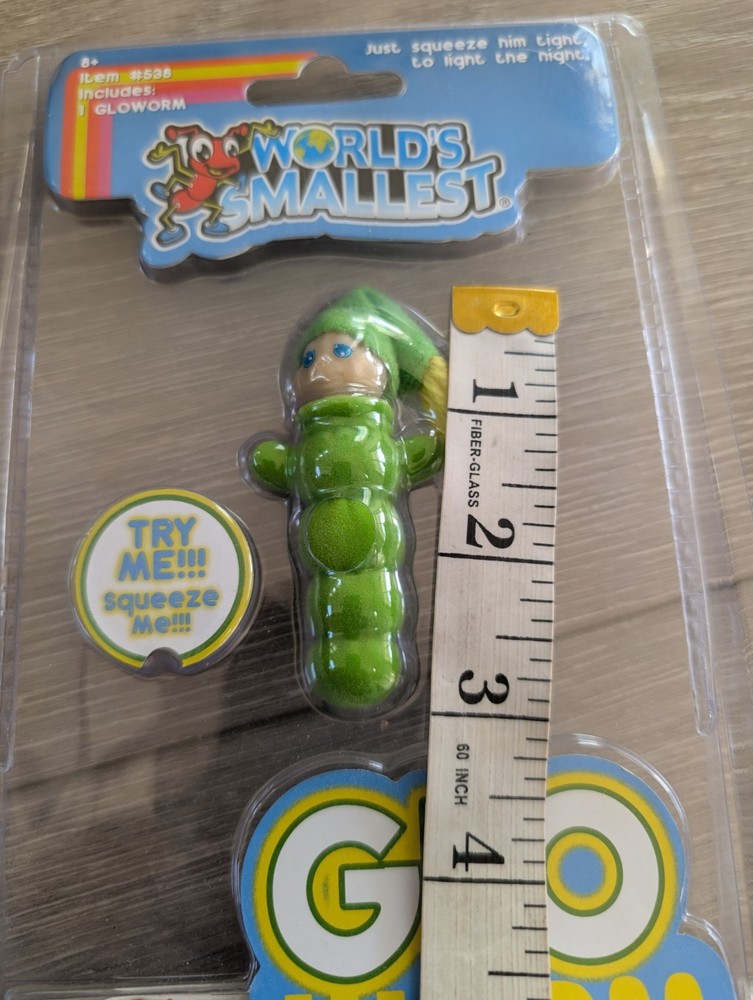 8+
Item #538
Includes:
1 GLOWORM
Just squeeze him tight,
to light the night.
WORLD'S
SMALLEST®
TRY
ME!!!
Squeeze
Me!!!
1
FIBER-GLASS
2
3
60 INCH
4
GLO